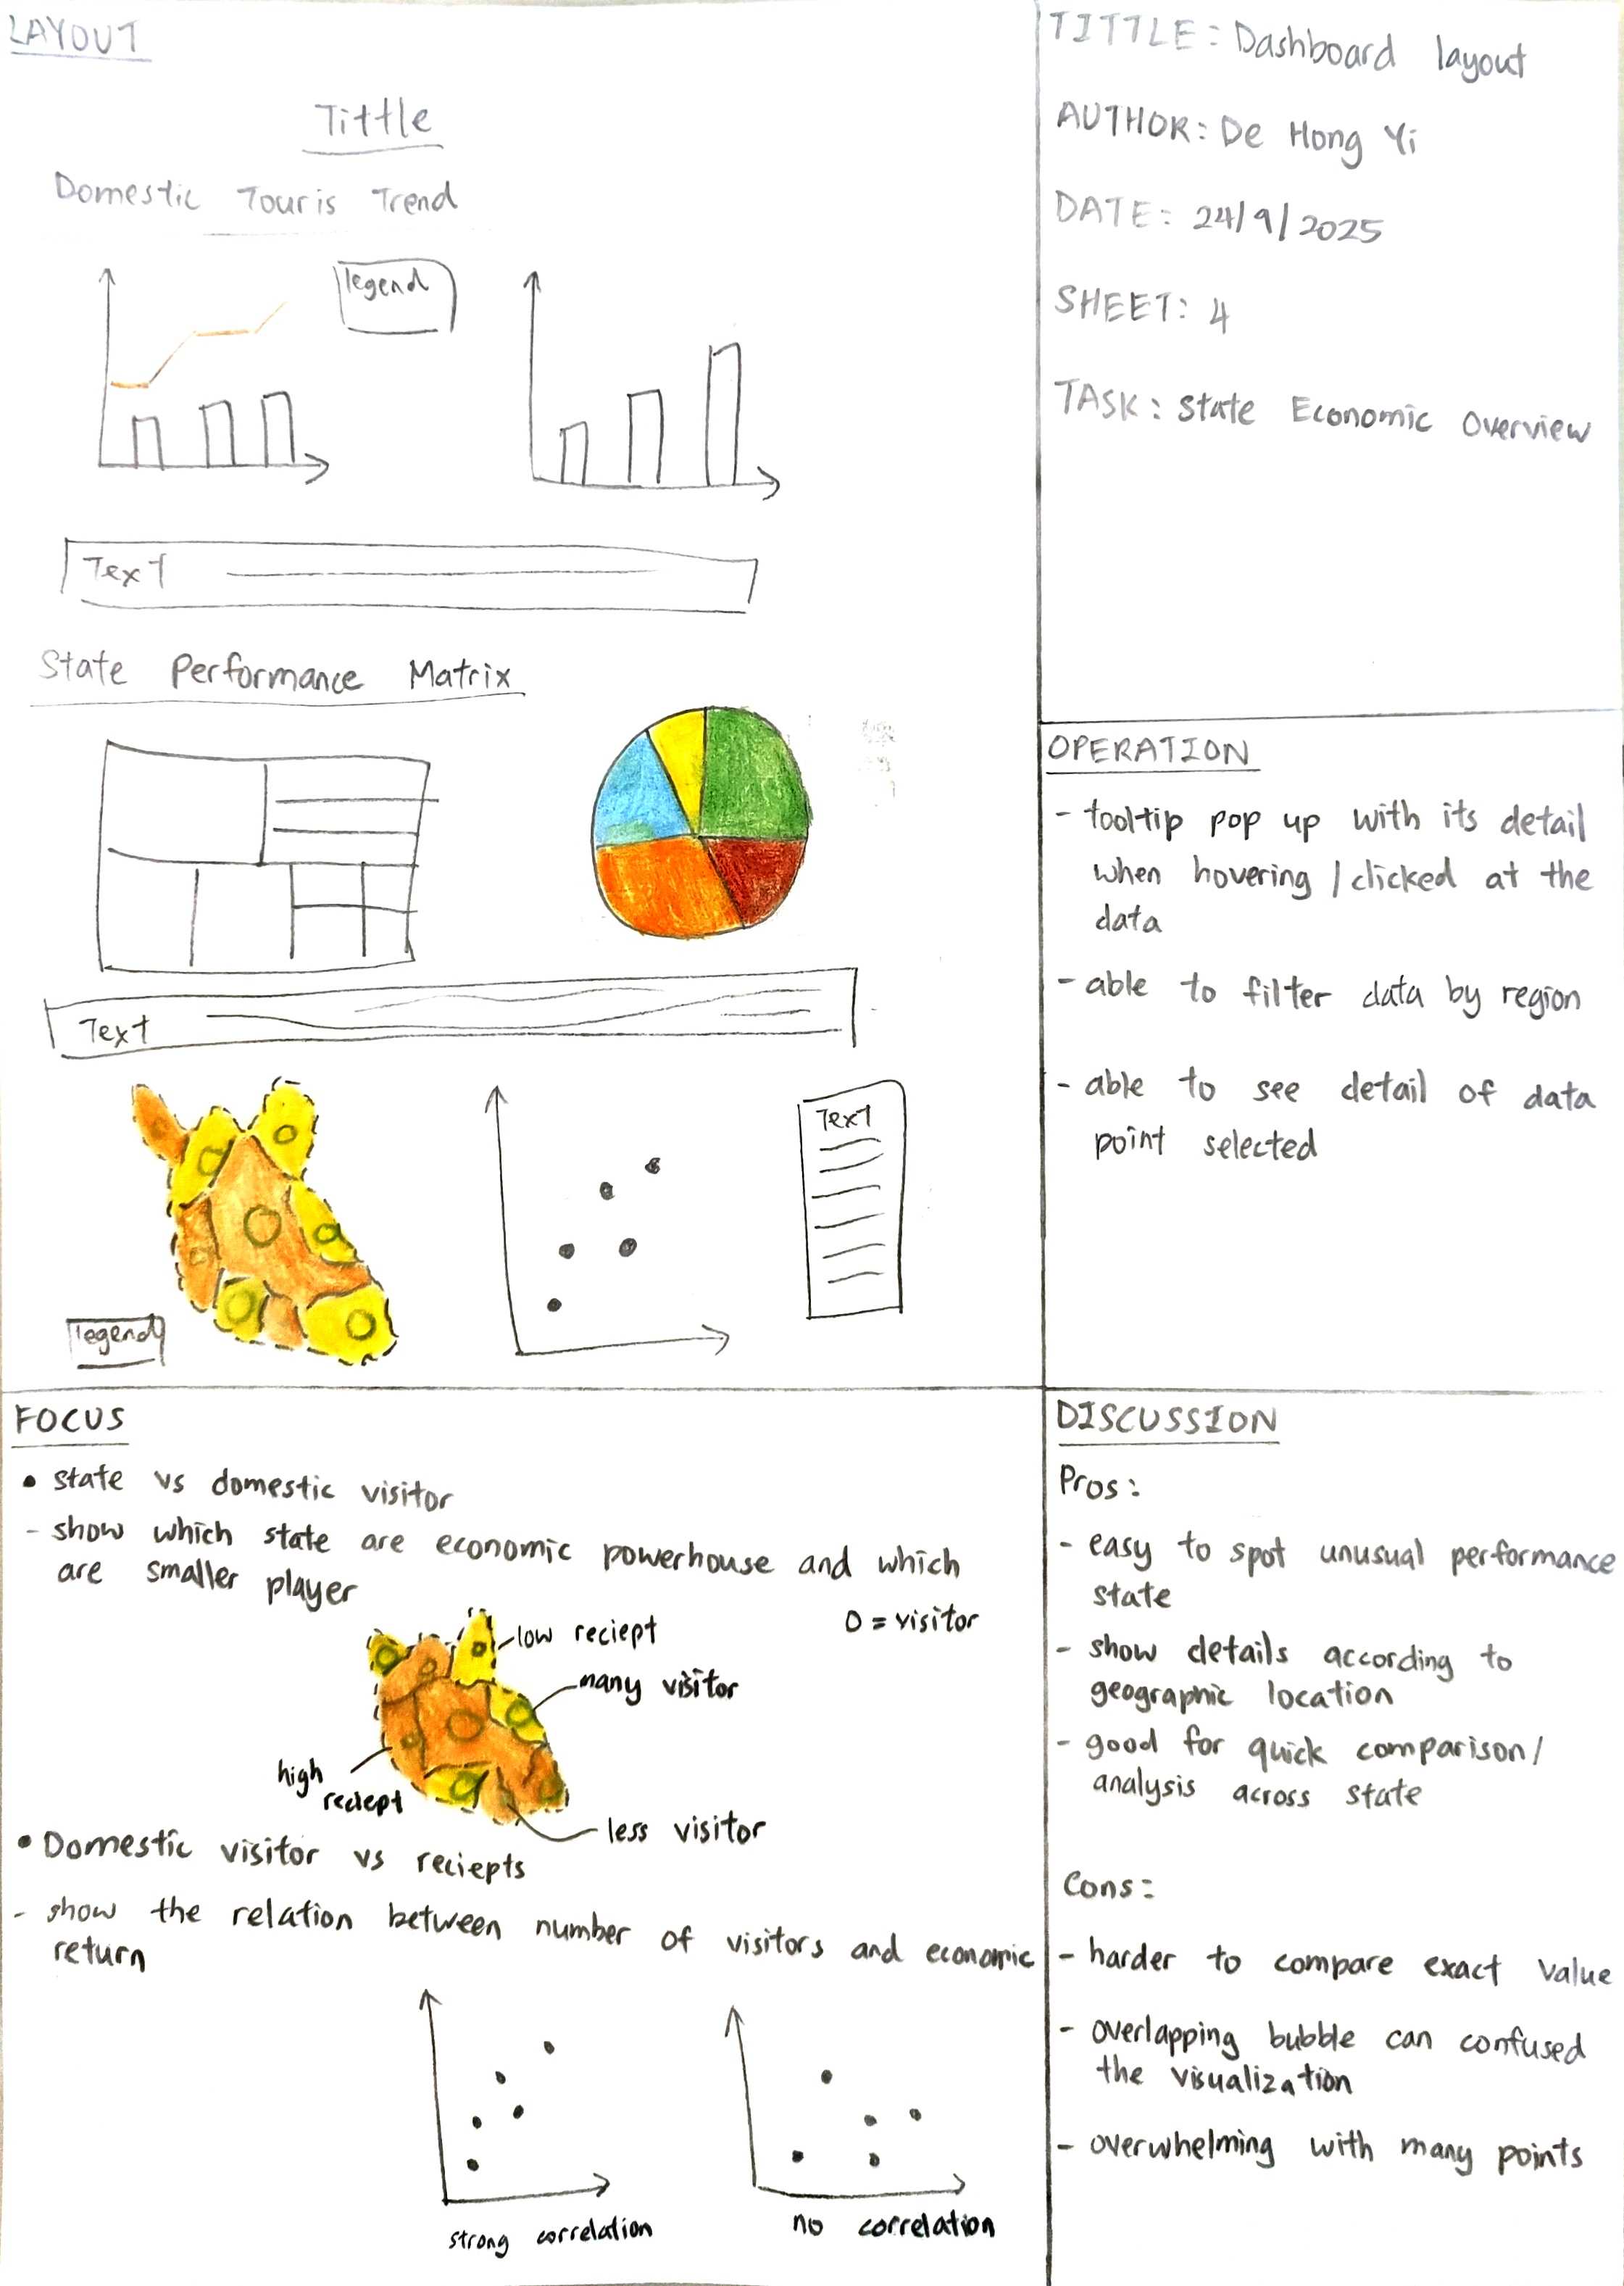 LAYOUT
Tittle
Domestic Touris Trend
legend
Text
State Performance Matrix
Text
Text
legend
TITTLE: Dashboard layout
AUTHOR: De Hong Yi
DATE: 24/9/2025
SHEET: 4
TASK: State Economic Overview
OPERATION
- tooltip pop up with its detail
when hovering / clicked at the
data
- able to filter data by region
- able to see detail of data
point selected
FOCUS
• state vs domestic visitor
- show which state are economic powerhouse and which
are smaller player
O = visitor
low reciept
many visitor
high
reciept
less visitor
• Domestic visitor vs reciepts
- show the relation between number of visitors and economic
return
strong correlation
no correlation
DISCUSSION
Pros:
- easy to spot unusual performance
state
- show details according to
geographic location
- good for quick comparison/
analysis across state
Cons:
- harder to compare exact value
- overlapping bubble can confused
the visualization
- overwhelming with many points